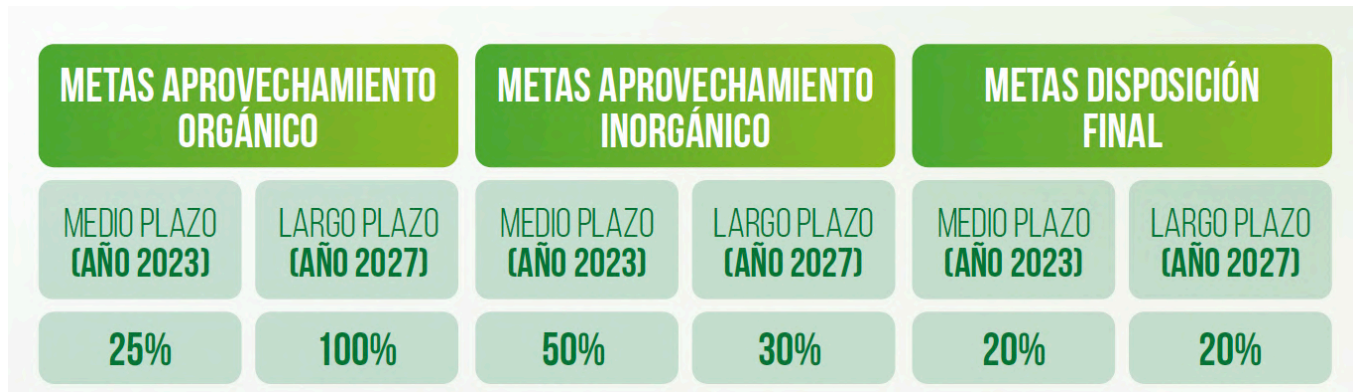 METAS APROVECHAMIENTO
ORGÁNICO
METAS APROVECHAMIENTO
INORGÁNICO
METAS DISPOSICIÓN
FINAL
MEDIO PLAZO
(AÑO 2023)
LARGO PLAZO
(AÑO 2027)
MEDIO PLAZO
(AÑO 2023)
LARGO PLAZO
(AÑO 2027)
MEDIO PLAZO
(AÑO 2023)
LARGO PLAZO
(AÑO 2027)
25%
100%
50%
30%
20%
20%